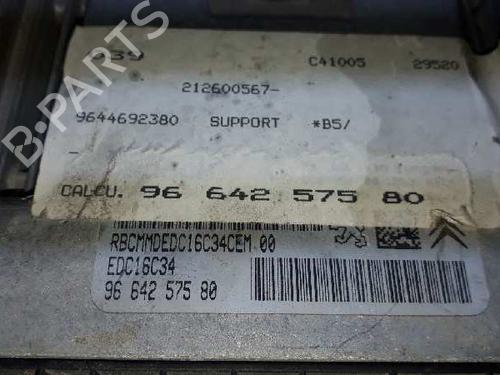 C41005 29520
212600567-
9644692380 SUPPORT *B5/
-
CALCU. 96 642 575 80
RBCMMDEDC16C34CEM 00
EDC16C34
96 642 575 80
B-PARTS